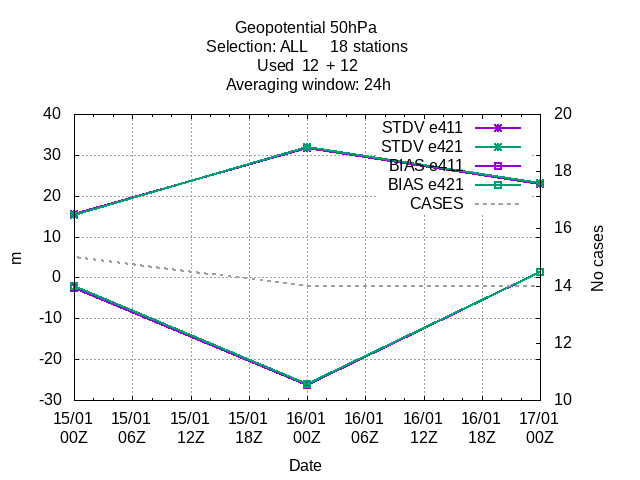 Geopotential 50hPa
Selection: ALL 18 stations
Used 12 + 12
Averaging window: 24h
40
30
20
10
0
-10
-20
-30
m
STDV e411
STDV e421
BIAS e411
BIAS e421
CASES
20
18
16
14
12
10
No cases
15/01 15/01 15/01 15/01 16/01 16/01 16/01 16/01 17/01
00Z 06Z 12Z 18Z 00Z 06Z 12Z 18Z 00Z
Date